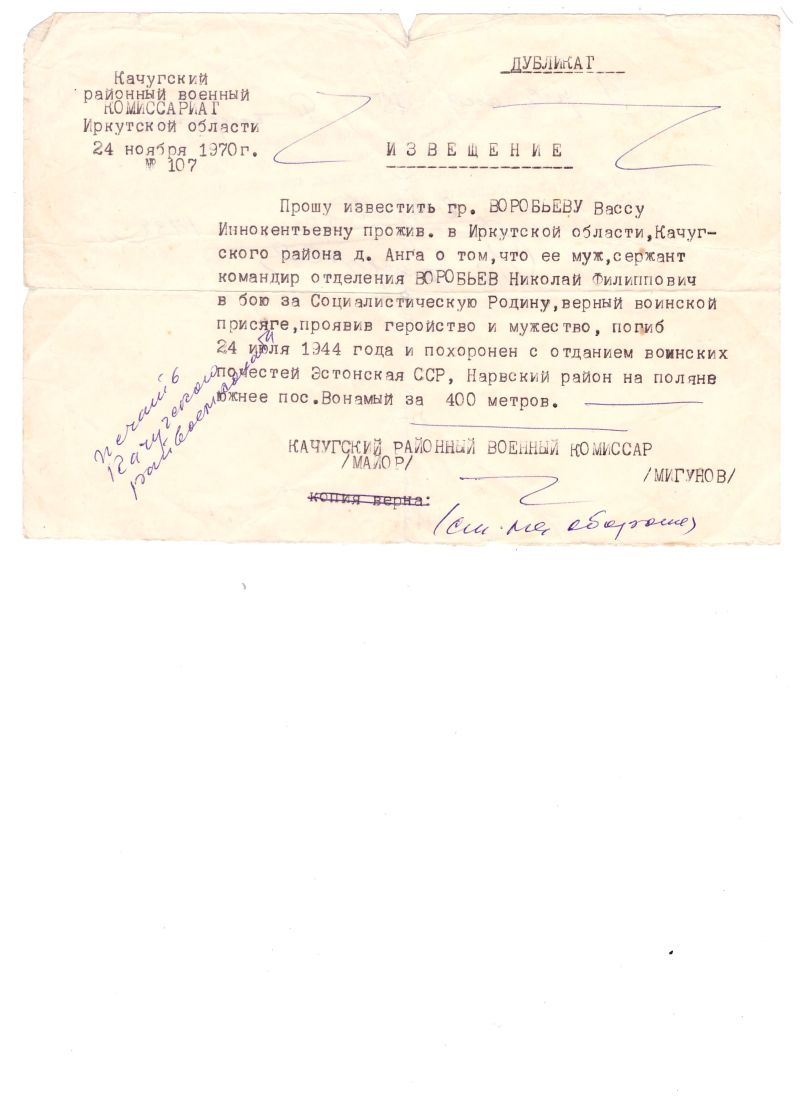 ДУБЛИКАТ
Качугский
районный военный
КОМИССАРИАТ
Иркутской области
24 ноября 1970г.
№ 107
ИЗВЕЩЕНИЕ
Прошу известить гр. ВОРОБЬЕВУ Вассу
Иннокентьевну прожив. в Иркутской области,Качуг-
ского района д. Анга о том,что ее муж,сержант
командир отделения ВОРОБЬЕВ Николай Филиппович
в бою за Социалистическую Родину,верный воинской
присяге,проявив геройство и мужество, погиб
24 июля 1944 года и похоронен с отданием воинских
почестей Эстонская ССР, Нарвский район на поляне
южнее пос.Вонамый за 400 метров.
печать
Качугского
райвоенкомата
КАЧУГСКИЙ РАЙОННЫЙ ВОЕННЫЙ КОМИССАР
/МАЙОР/
/МИГУНОВ/
копия верна:
(см. на обороте)